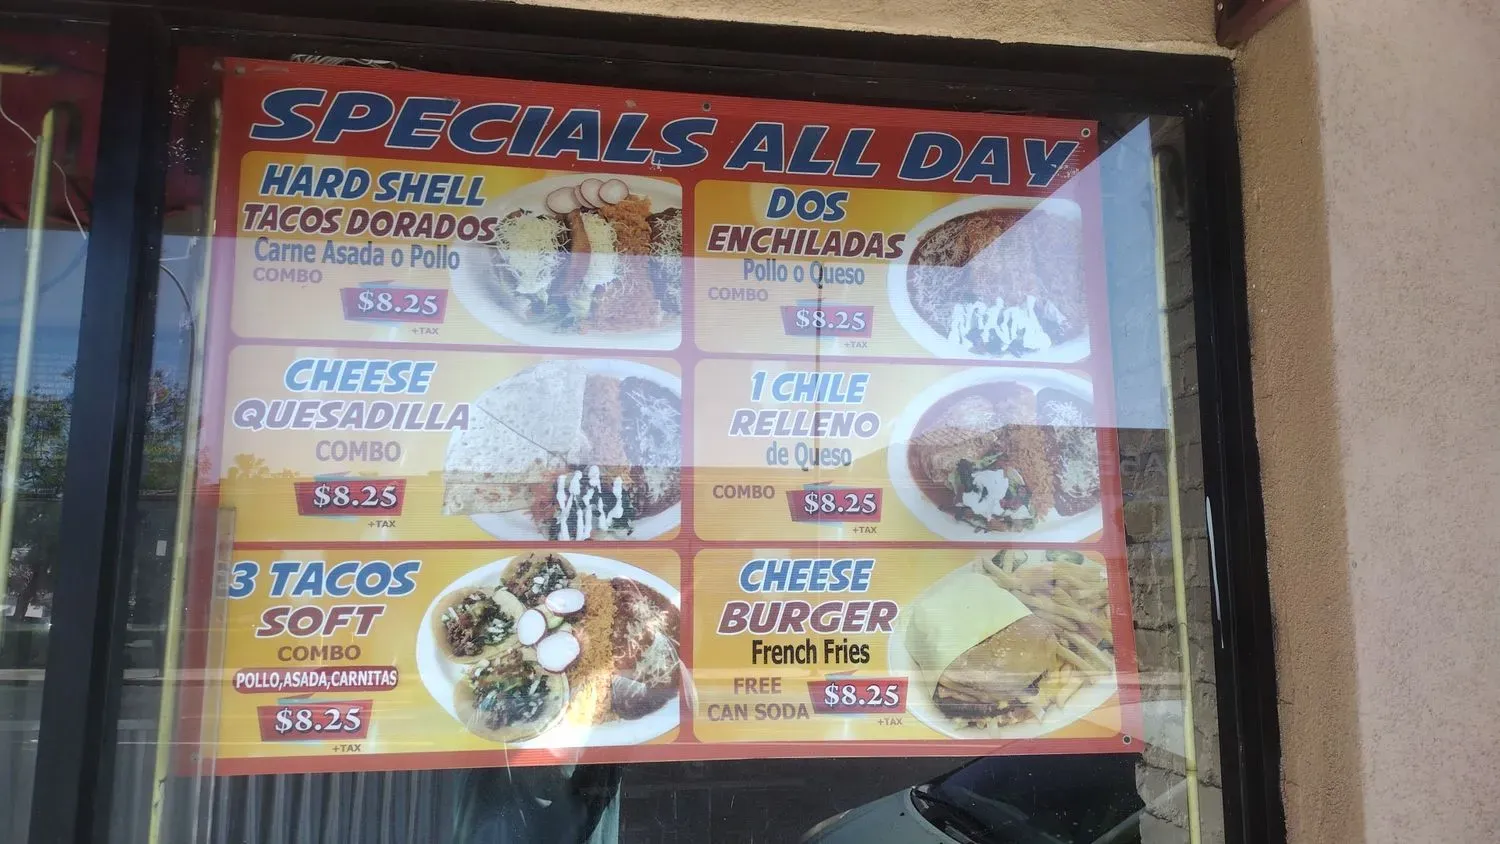 SPECIALS ALL DAY
HARD SHELL
TACOS DORADOS
Carne Asada o Pollo
COMBO
$8.25
+TAX
DOS
ENCHILADAS
Pollo o Queso
COMBO
$8.25
+TAX
CHEESE
QUESADILLA
COMBO
$8.25
+TAX
1 CHILE
RELLENO
de Queso
COMBO
$8.25
+TAX
3 TACOS
SOFT
COMBO
POLLO,ASADA,CARNITAS
$8.25
+TAX
CHEESE
BURGER
French Fries
FREE
CAN SODA
$8.25
+TAX